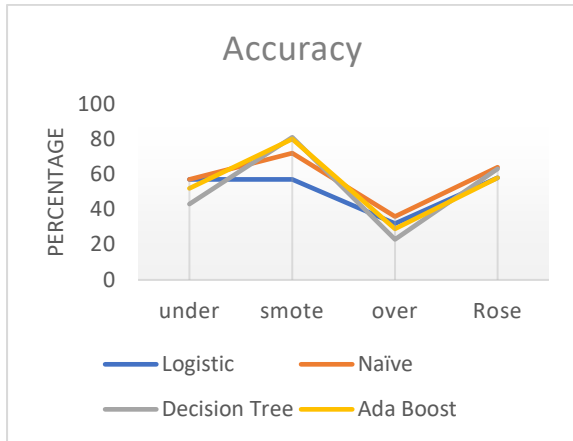 Accuracy
PERCENTAGE
100
80
60
40
20
0
under smote over Rose
Logistic Naïve
Decision Tree Ada Boost